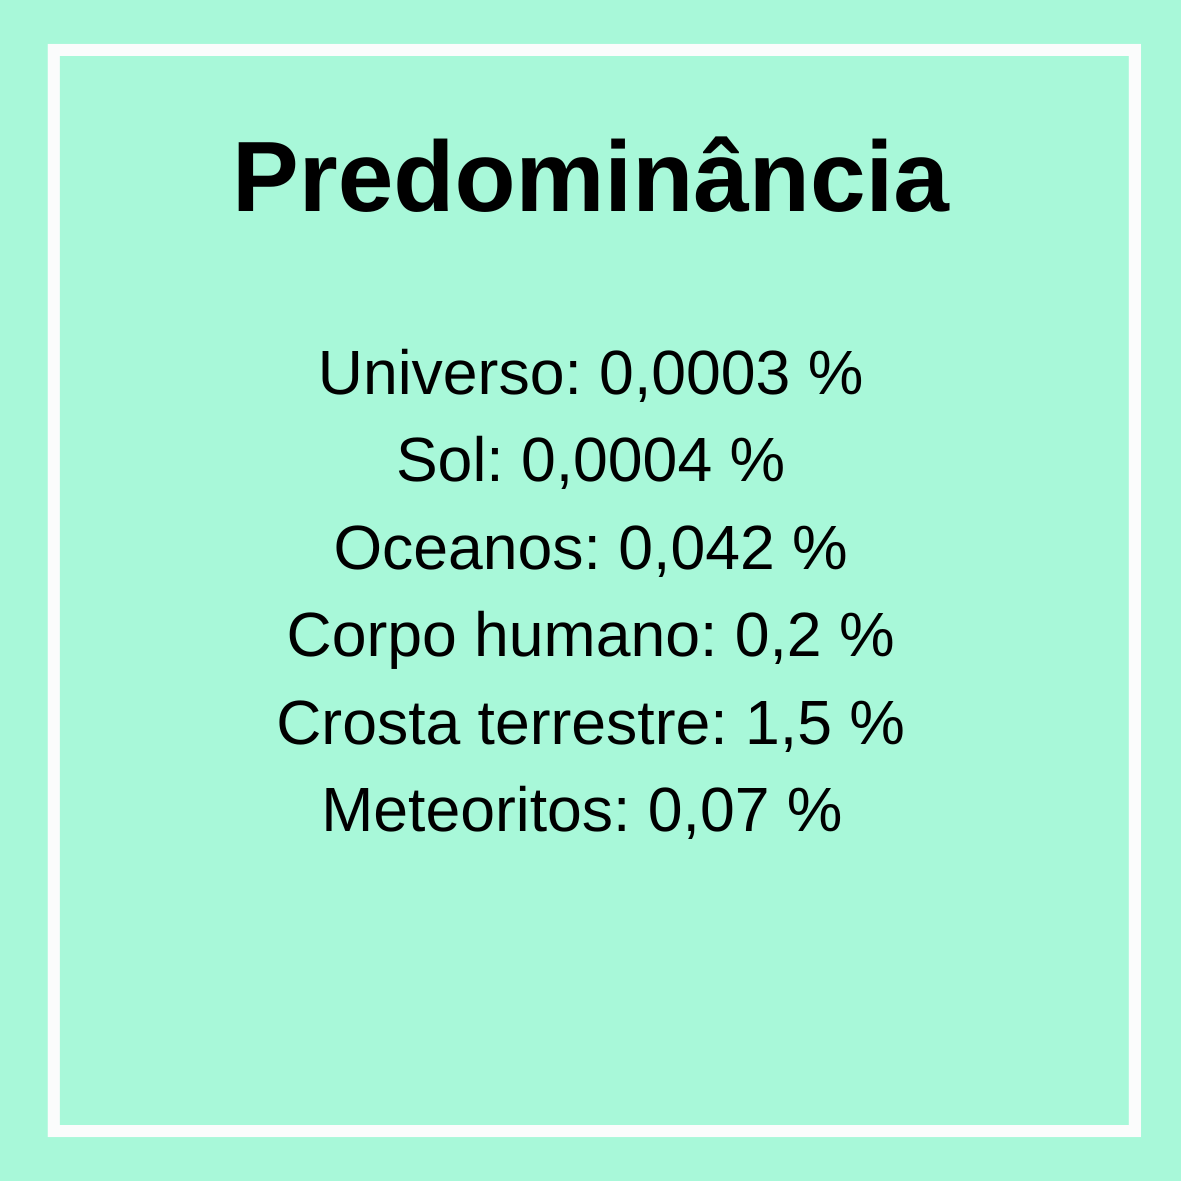 Predominância
Universo: 0,0003 %
Sol: 0,0004 %
Oceanos: 0,042 %
Corpo humano: 0,2 %
Crosta terrestre: 1,5 %
Meteoritos: 0,07 %